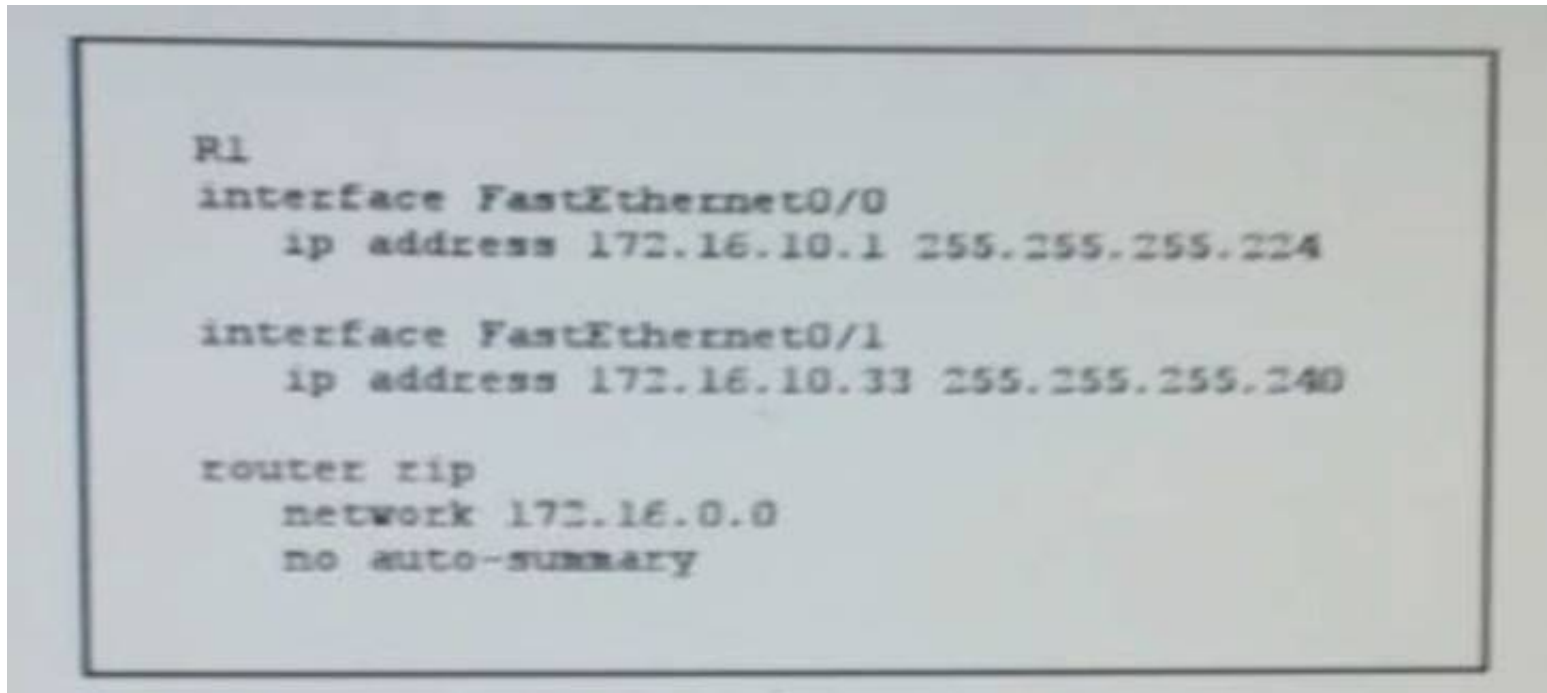 R1
interface FastEthernet0/0
ip address 172.16.10.1 255.255.255.224
interface FastEthernet0/1
ip address 172.16.10.33 255.255.255.240
router rip
network 172.16.0.0
no auto-summary